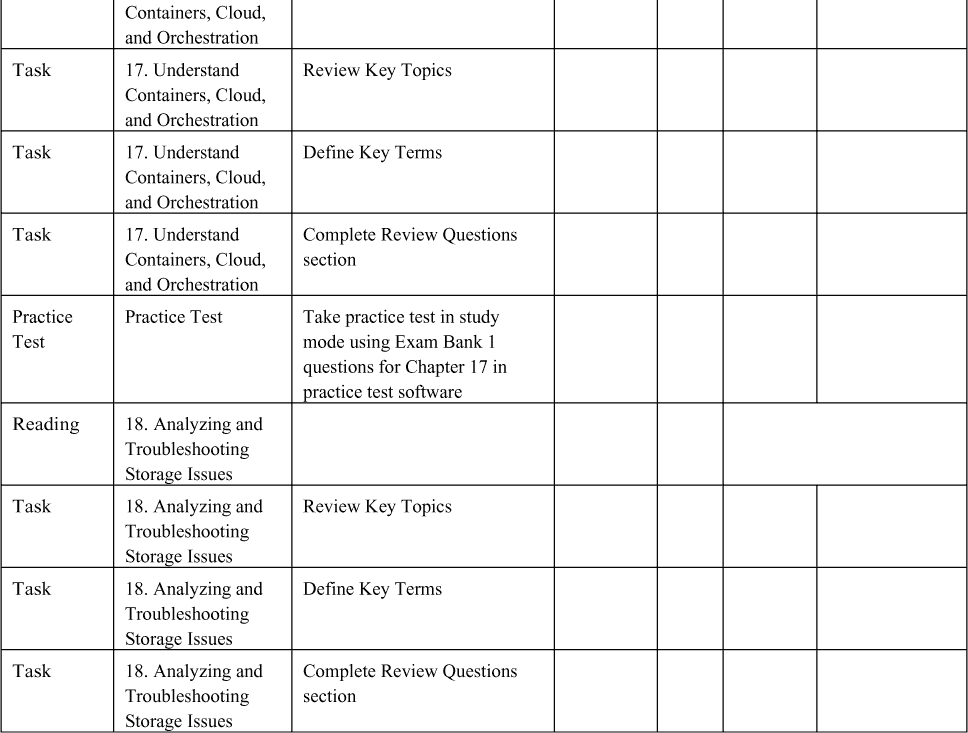 Containers, Cloud,
and Orchestration
Task 17. Understand Review Key Topics
Containers, Cloud,
and Orchestration
Task 17. Understand Define Key Terms
Containers, Cloud,
and Orchestration
Task 17. Understand Complete Review Questions
Containers, Cloud, section
and Orchestration
Practice Practice Test Take practice test in study
Test mode using Exam Bank 1
questions for Chapter 17 in
practice test software
Reading 18. Analyzing and
Troubleshooting
Storage Issues
Task 18. Analyzing and Review Key Topics
Troubleshooting
Storage Issues
Task 18. Analyzing and Define Key Terms
Troubleshooting
Storage Issues
Task 18. Analyzing and Complete Review Questions
Troubleshooting section
Storage Issues